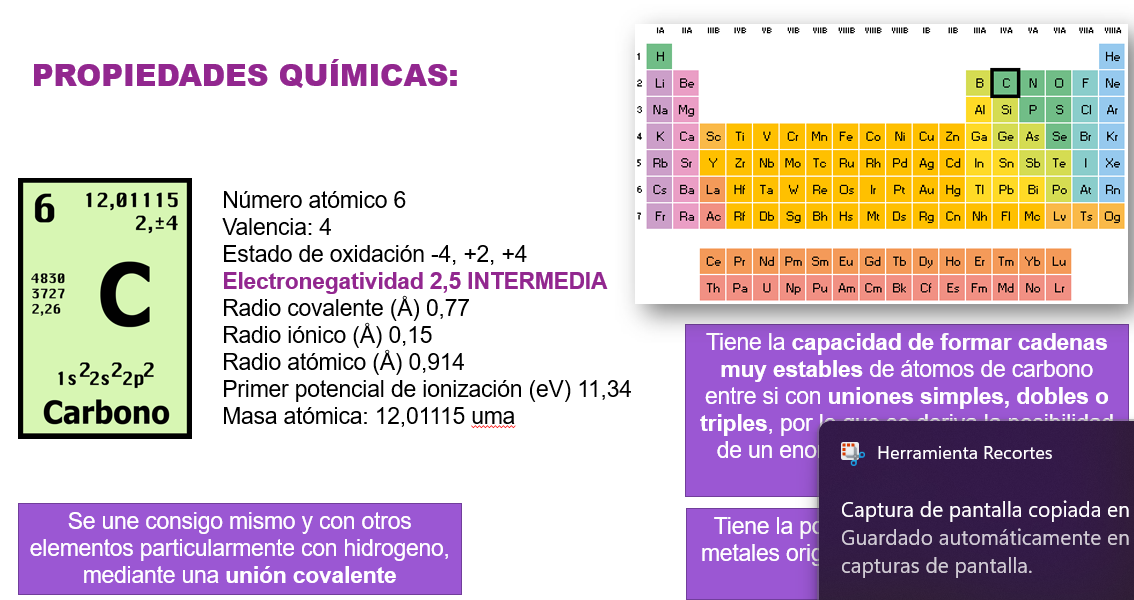 PROPIEDADES QUÍMICAS:
6
12,01115
2,±4
4830
3727
2,26
C
1s²2s²2p²
Carbono
Número atómico 6
Valencia: 4
Estado de oxidación -4, +2, +4
Electronegatividad 2,5 INTERMEDIA
Radio covalente (Å) 0,77
Radio iónico (Å) 0,15
Radio atómico (Å) 0,914
Primer potencial de ionización (eV) 11,34
Masa atómica: 12,01115 uma
Se une consigo mismo y con otros
elementos particularmente con hidrogeno,
mediante una unión covalente
IA IIA IIIB IVB VB VIB VIIB VIIIB VIIIB VIIIB IB IIB IIIA IVA VA VIA VIIA VIIIA
1 H He
2 Li Be B C N O F Ne
3 Na Mg Al Si P S Cl Ar
4 K Ca Sc Ti V Cr Mn Fe Co Ni Cu Zn Ga Ge As Se Br Kr
5 Rb Sr Y Zr Nb Mo Tc Ru Rh Pd Ag Cd In Sn Sb Te I Xe
6 Cs Ba La Hf Ta W Re Os Ir Pt Au Hg Tl Pb Bi Po At Rn
7 Fr Ra Ac Rf Db Sg Bh Hs Mt Ds Rg Cn Nh Fl Mc Lv Ts Og
Ce Pr Nd Pm Sm Eu Gd Tb Dy Ho Er Tm Yb Lu
Th Pa U Np Pu Am Cm Bk Cf Es Fm Md No Lr
Tiene la capacidad de formar cadenas
muy estables de átomos de carbono
entre si con uniones simples, dobles o
triples, por lo que se deriva la posibilidad
de un
Tiene la
metales
Herramienta Recortes
Captura de pantalla copiada en
Guardado automáticamente en
capturas de pantalla.